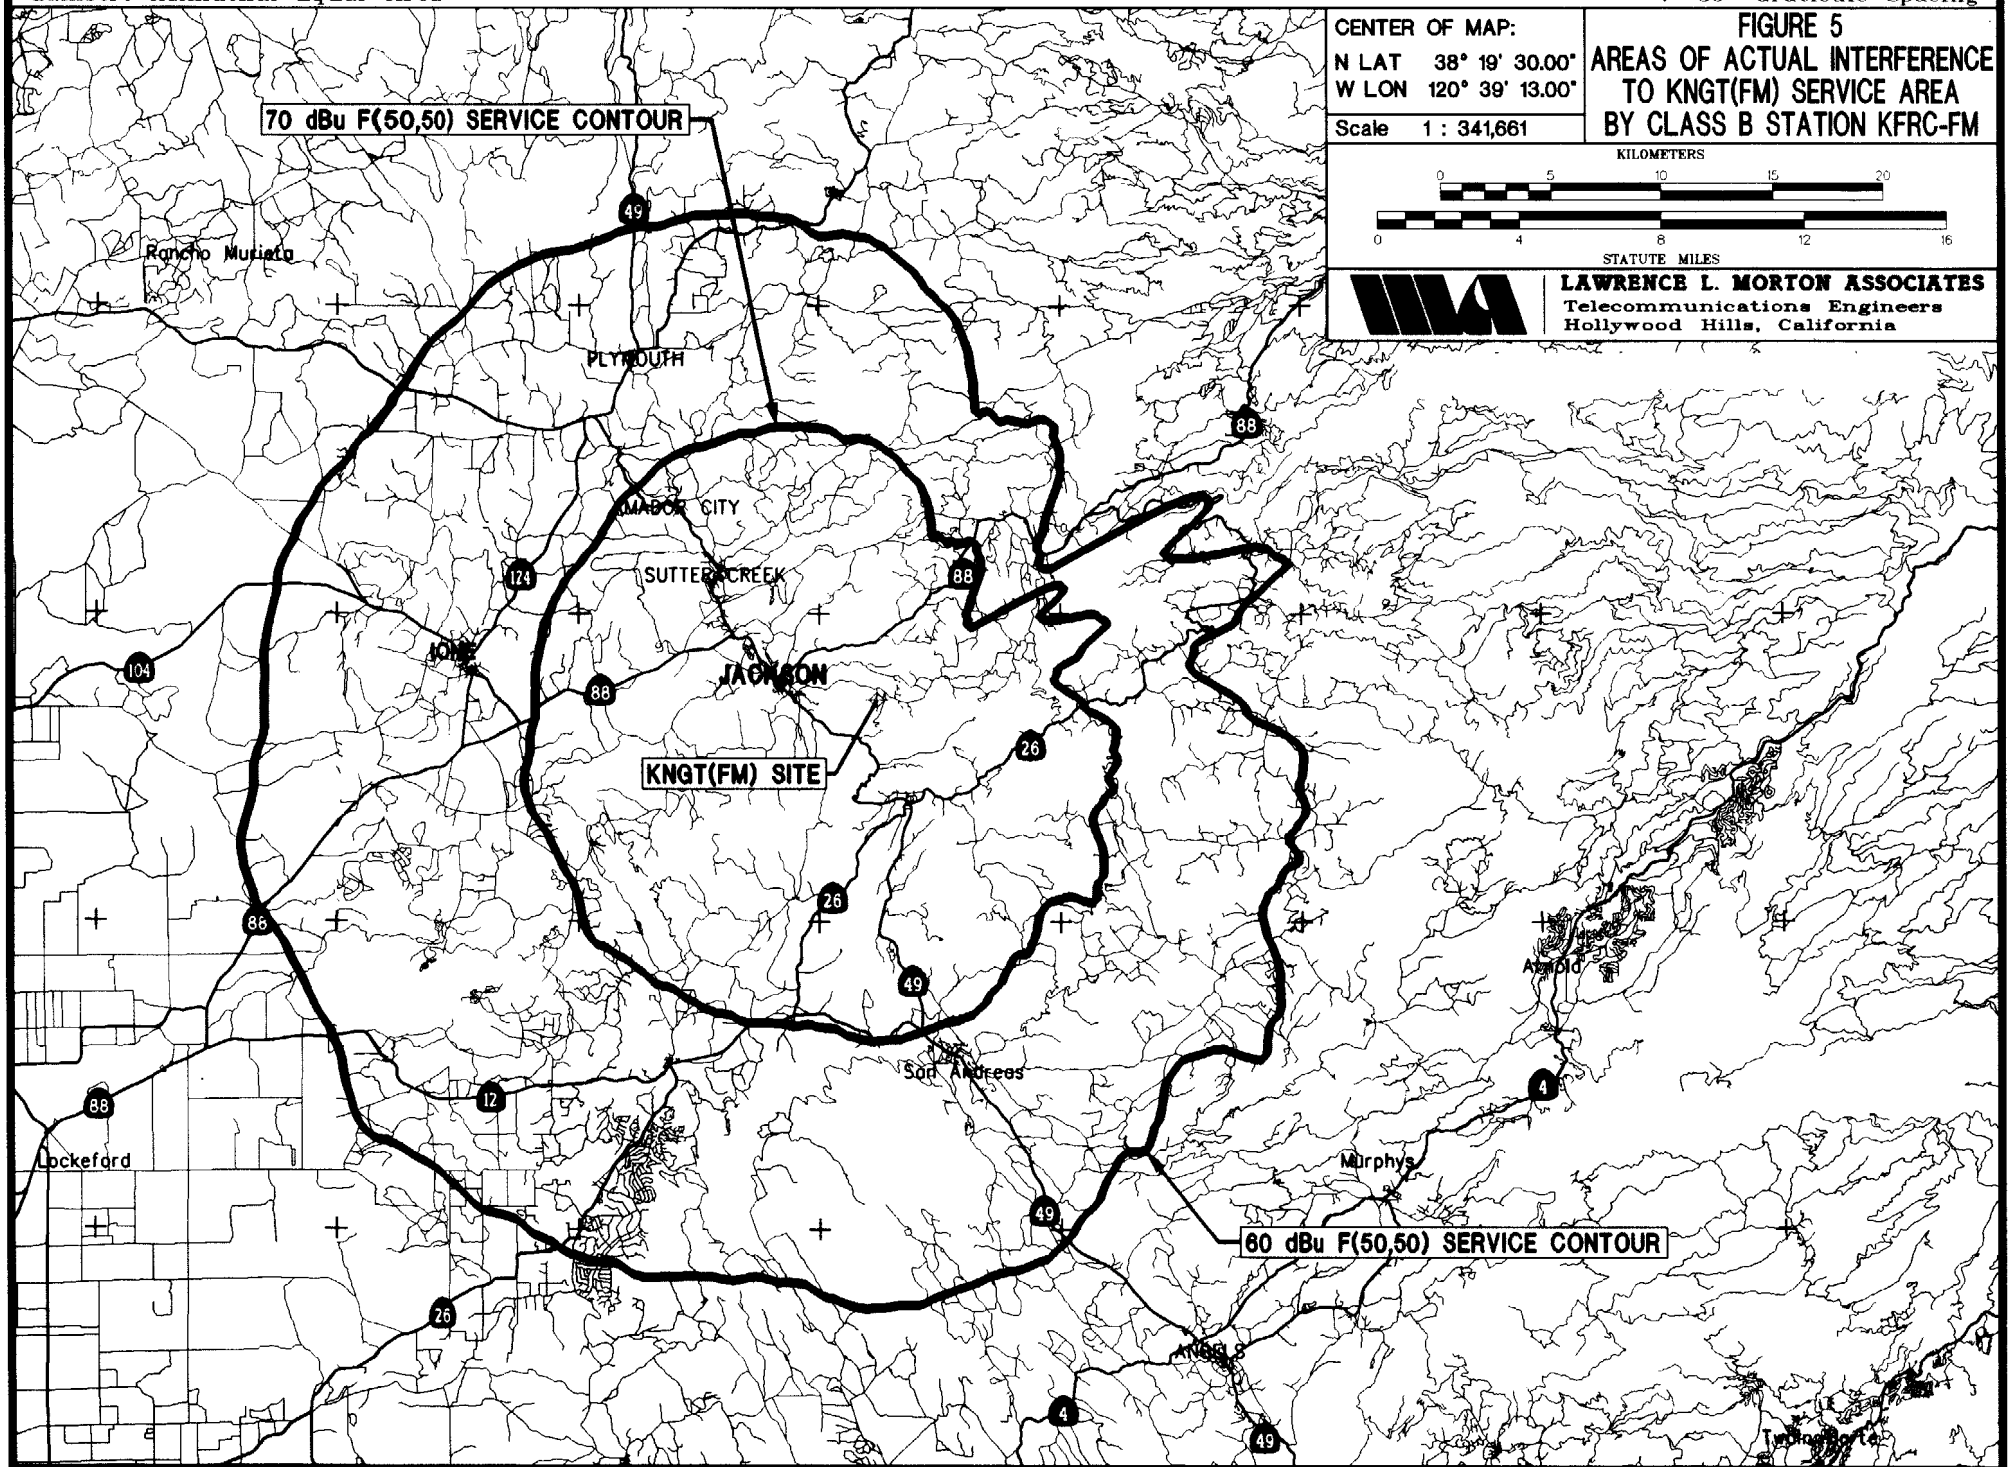 CENTER OF MAP:
N LAT 38° 19' 30.00"
W LON 120° 39' 13.00"
Scale 1 : 341,661
FIGURE 5
AREAS OF ACTUAL INTERFERENCE
TO KNGT(FM) SERVICE AREA
BY CLASS B STATION KFRC-FM
KILOMETERS
0 5 10 15 20
0 4 8 12 16
STATUTE MILES
LAWRENCE L. MORTON ASSOCIATES
Telecommunications Engineers
Hollywood Hills, California
70 dBu F(50,50) SERVICE CONTOUR
49
Rancho Murieta
PLYMOUTH
88
AMADOR CITY
124
SUTTER CREEK
88
104
IONE
JACKSON
88
26
KNGT(FM) SITE
26
88
49
Arnold
San Andreas
12
88
4
Lockeford
Murphys
49
60 dBu F(50,50) SERVICE CONTOUR
26
ANGELS
4
49